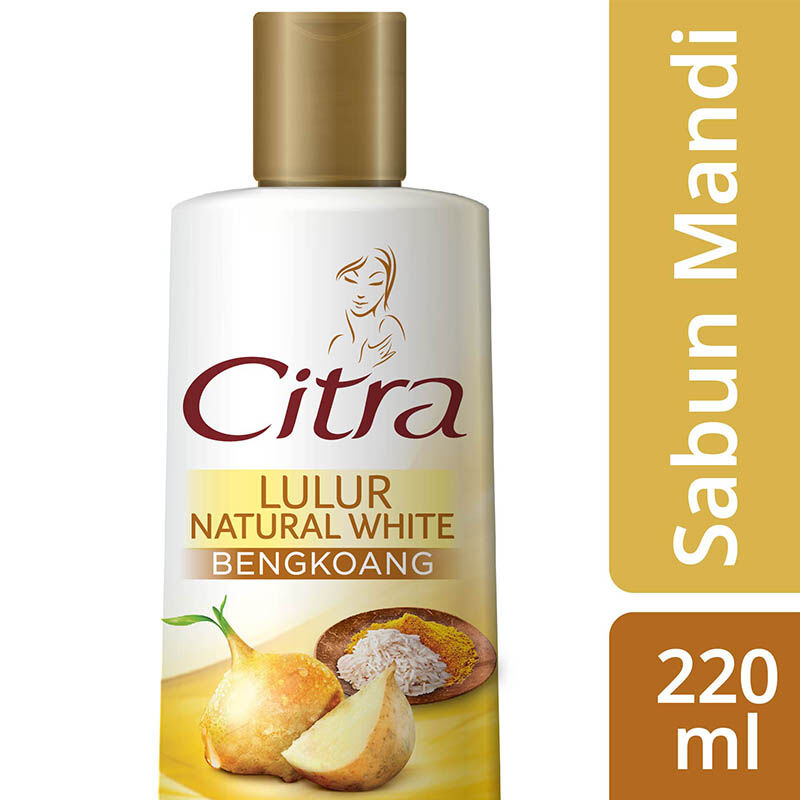 Citra
LULUR
NATURAL WHITE
BENGKOANG
Sabun Mandi
220
ml